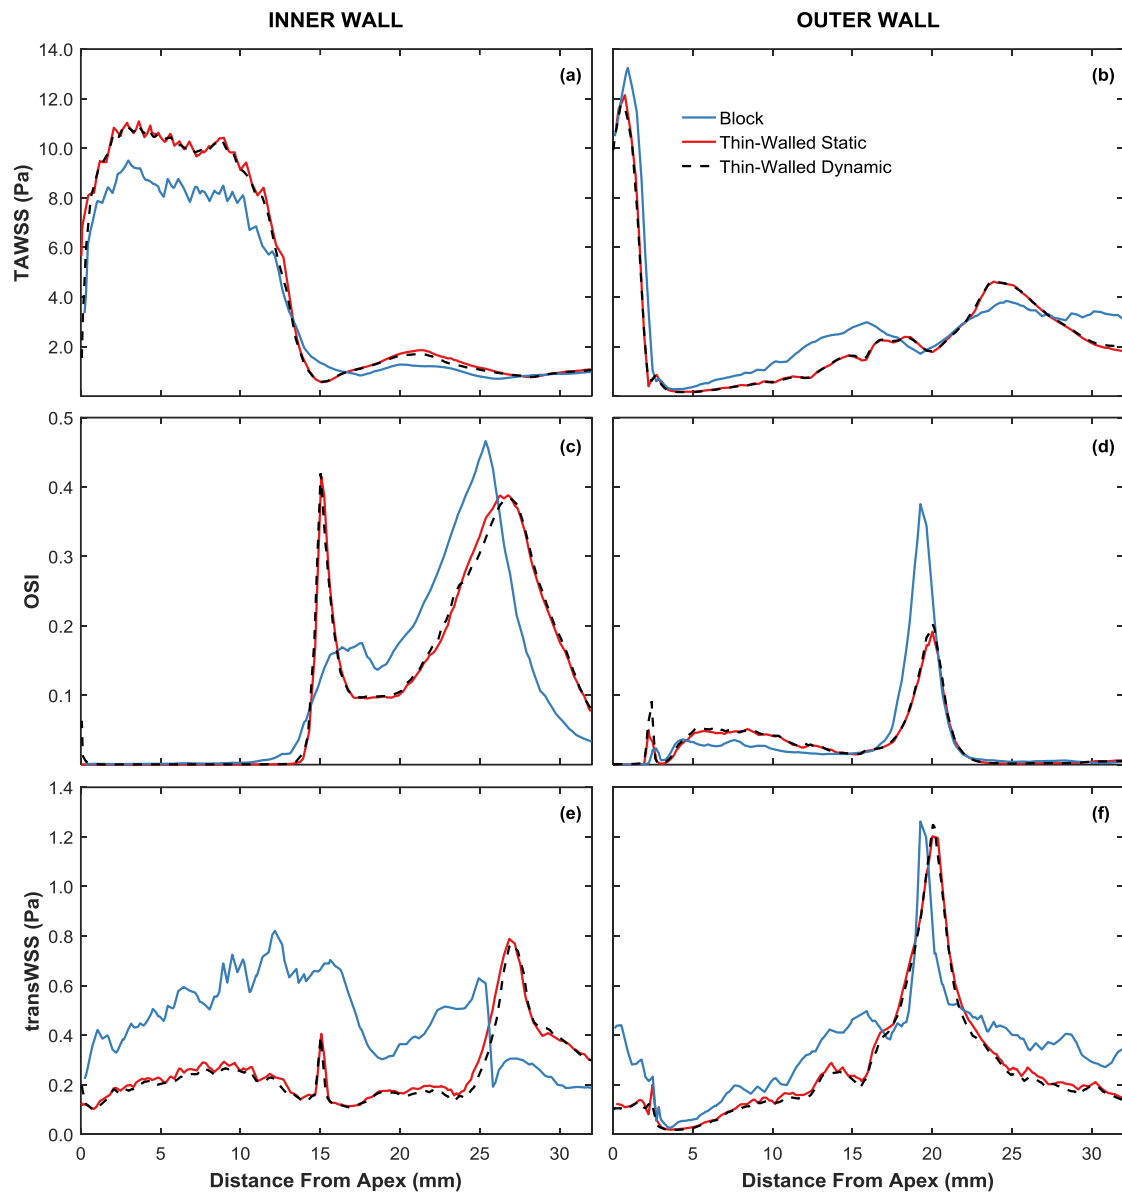 INNER WALL
OUTER WALL
14.0
12.0
10.0
8.0
6.0
4.0
2.0
TAWSS (Pa)
(a)
(b)
Block
Thin-Walled Static
Thin-Walled Dynamic
0.5
0.4
0.3
0.2
0.1
OSI
(c)
(d)
1.4
1.2
1.0
0.8
0.6
0.4
0.2
0.0
transWSS (Pa)
(e)
(f)
0 5 10 15 20 25 30
0 5 10 15 20 25 30
Distance From Apex (mm)
Distance From Apex (mm)